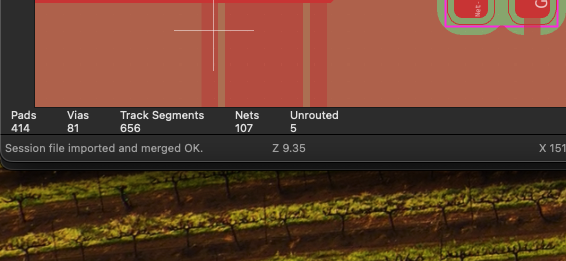 Net-
G
Pads Vias Track Segments Nets Unrouted
414 81 656 107 5
Session file imported and merged OK. Z 9.35 X 151